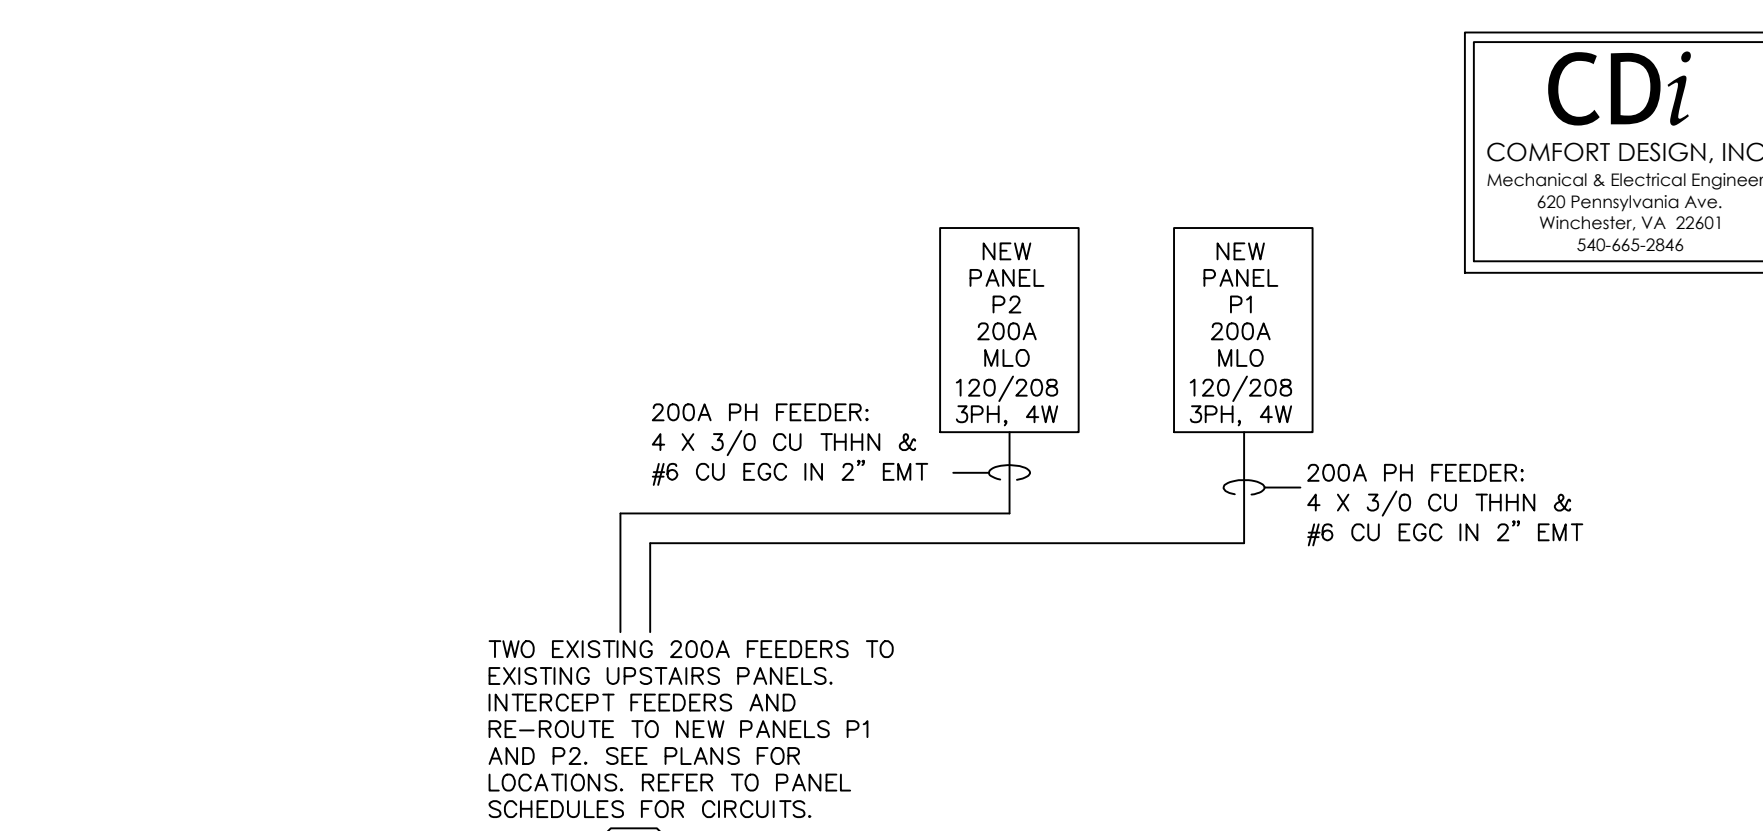 CDi
COMFORT DESIGN, INC
Mechanical & Electrical Engineer
620 Pennsylvania Ave.
Winchester, VA 22601
540-665-2846
NEW
PANEL
P2
200A
MLO
120/208
3PH, 4W
NEW
PANEL
P1
200A
MLO
120/208
3PH, 4W
200A PH FEEDER:
4 X 3/0 CU THHN &
#6 CU EGC IN 2" EMT
200A PH FEEDER:
4 X 3/0 CU THHN &
#6 CU EGC IN 2" EMT
TWO EXISTING 200A FEEDERS TO
EXISTING UPSTAIRS PANELS.
INTERCEPT FEEDERS AND
RE-ROUTE TO NEW PANELS P1
AND P2. SEE PLANS FOR
LOCATIONS. REFER TO PANEL
SCHEDULES FOR CIRCUITS.